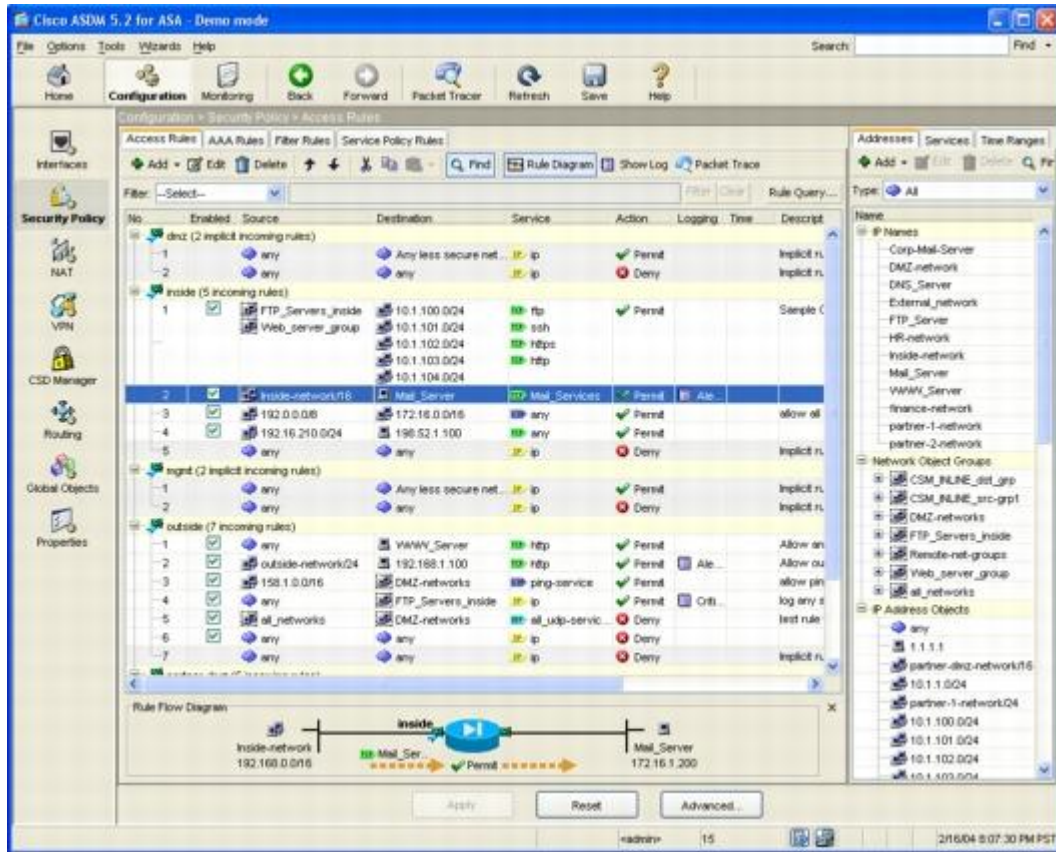 Cisco ASDM 5.2 for ASA - Demo mode
File Options Tools Wizards Help Search: Find
Home Configuration Monitoring Back Forward Packet Tracer Refresh Save Help
Configuration > Security Policy > Access Rules
Interfaces
Security Policy
NAT
VPN
CSD Manager
Routing
Global Objects
Properties
Access Rules AAA Rules Filter Rules Service Policy Rules
Add Edit Delete Find Rule Diagram Show Log Packet Trace
Filter: --Select-- Filter Clear Rule Query...
No Enabled Source Destination Service Action Logging Time Descript
dmz (2 implicit incoming rules)
1 any Any less secure net... ip Permit Implicit ru
2 any any ip Deny Implicit ru
inside (5 incoming rules)
1 FTP_Servers_inside 10.1.100.0/24 ftp Permit Sample C
Web_server_group 10.1.101.0/24 ssh
10.1.102.0/24 https
10.1.103.0/24 http
10.1.104.0/24
2 Inside-network/16 Mail_Server Mail_Services Permit Ale...
3 192.0.0.0/8 172.16.0.0/16 any Permit allow all
4 192.16.210.0/24 198.52.1.100 any Permit
5 any any ip Deny Implicit ru
mgmt (2 implicit incoming rules)
1 any Any less secure net... ip Permit Implicit ru
2 any any ip Deny Implicit ru
outside (7 incoming rules)
1 any WWW_Server http Permit Allow an
2 outside-network/24 192.168.1.100 http Permit Ale... Allow ou
3 158.1.0.0/16 DMZ-networks ping-service Permit allow pin
4 any FTP_Servers_inside ip Permit Criti... log any s
5 all_networks DMZ-networks all_udp-servic... Deny test rule
6 any any ip Deny
7 any any ip Deny Implicit ru
Rule Flow Diagram
inside
Inside-network
192.168.0.0/16
Mail_Ser...
Permit
Mail_Server
172.16.1.200
Apply Reset Advanced...
Addresses Services Time Ranges
Add Edit Delete Fir
Type: All
Name
IP Names
Corp-Mail-Server
DMZ-network
DNS_Server
External_network
FTP_Server
HR-network
Inside-network
Mail_Server
WWW_Server
finance-network
partner-1-network
partner-2-network
Network Object Groups
CSM_INLINE_dst_grp
CSM_INLINE_src-grp1
DMZ-networks
FTP_Servers_inside
Remote-net-groups
Web_server_group
all_networks
IP Address Objects
any
1.1.1.1
partner-dmz-network/16
10.1.1.0/24
partner-1-network/24
10.1.100.0/24
10.1.101.0/24
10.1.102.0/24
10.1.103.0/24
<admin> 15 2/16/04 8:07:30 PM PST